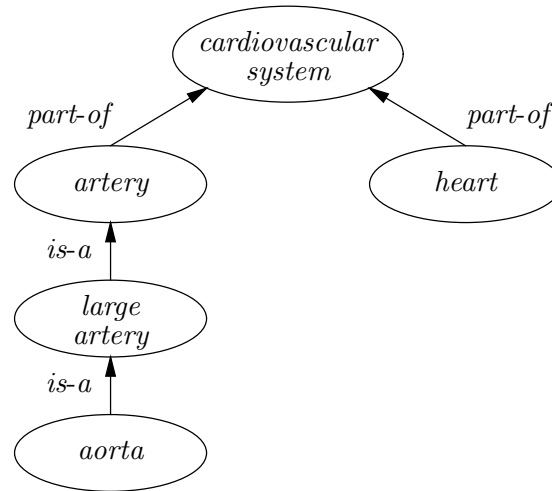 cardiovascular
system
part-of
part-of
artery
heart
is-a
large
artery
is-a
aorta